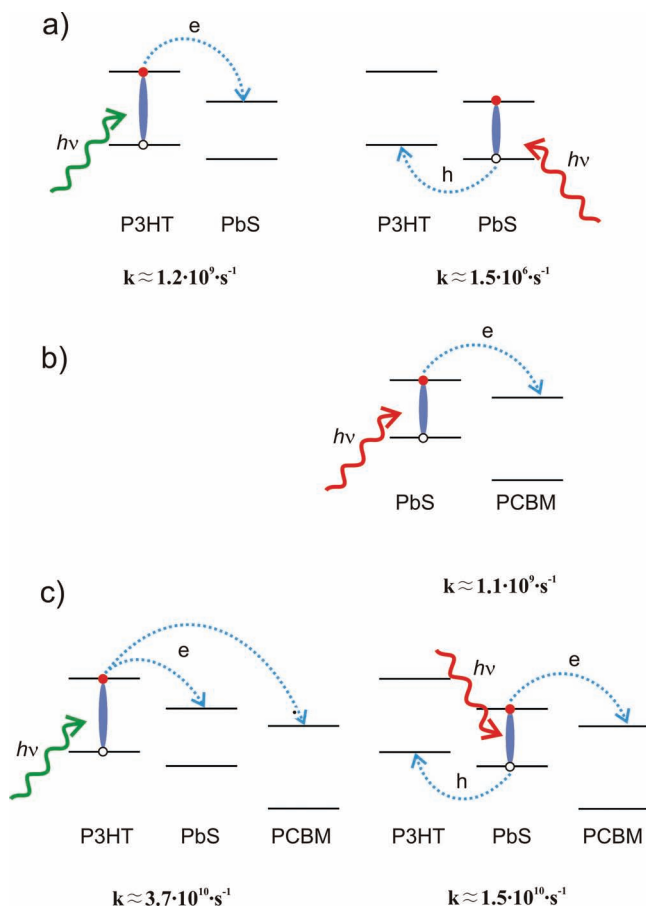 a)
e
hν
P3HT PbS
k≈1.2·10⁹·s⁻¹
h
hν
P3HT PbS
k≈1.5·10⁶·s⁻¹
b)
e
hν
PbS PCBM
k≈1.1·10⁹·s⁻¹
c)
e
hν
P3HT PbS PCBM
k≈3.7·10¹⁰·s⁻¹
hν
e
h
P3HT PbS PCBM
k≈1.5·10¹⁰·s⁻¹